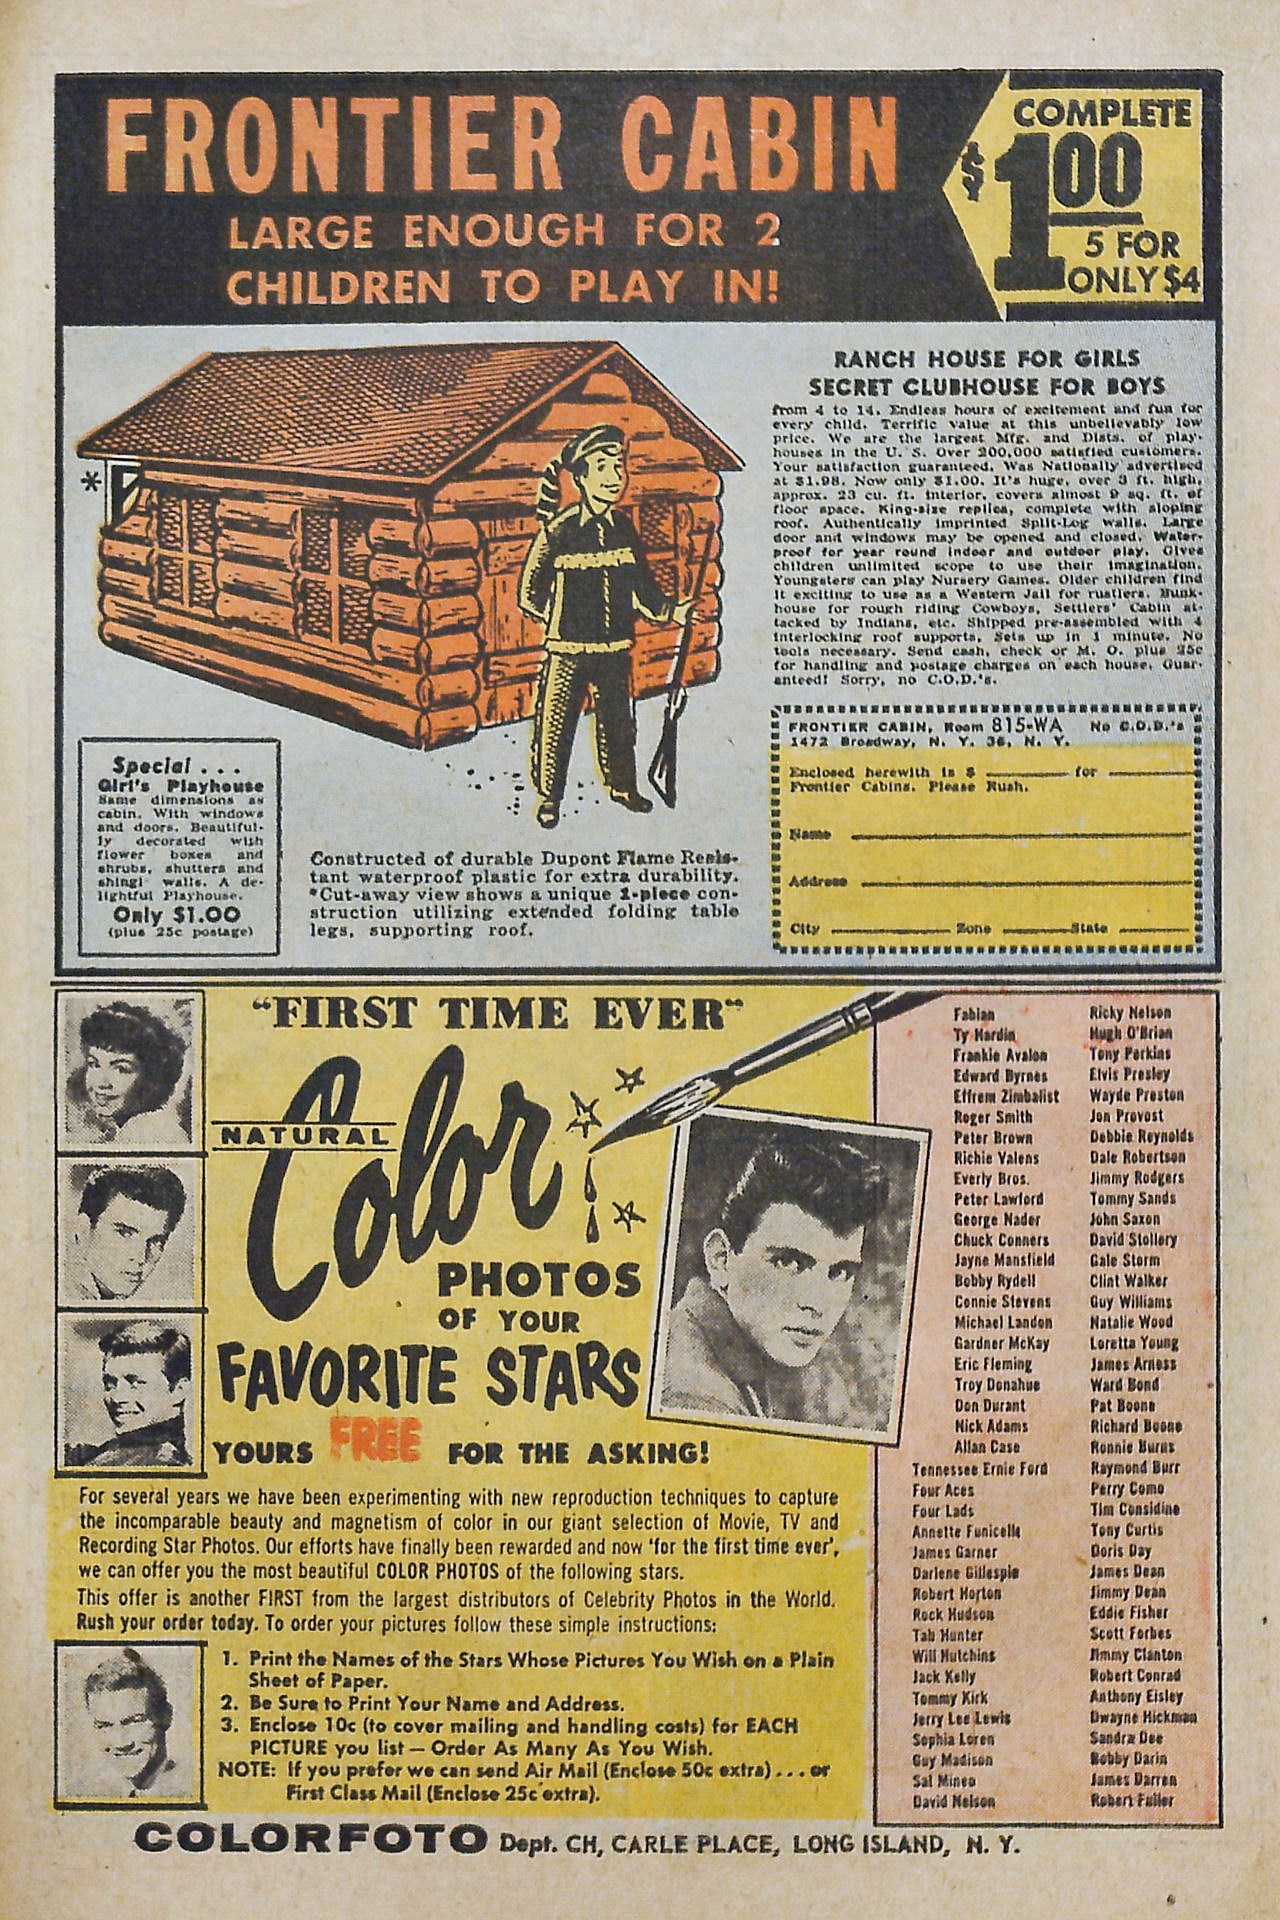 FRONTIER CABIN
LARGE ENOUGH FOR 2
CHILDREN TO PLAY IN!
COMPLETE
$1.00
5 FOR
ONLY $4
RANCH HOUSE FOR GIRLS
SECRET CLUBHOUSE FOR BOYS
from 4 to 14. Endless hours of excitement and fun for
every child. Terrific value at this unbelievably low
price. We are the largest Mfg. and Dists. of play-
houses in the U. S. Over 200,000 satisfied customers.
Your satisfaction guaranteed. Was Nationally advertised
at $1.98. Now only $1.00. It's huge, over 3 ft. high,
approx. 23 cu. ft. interior, covers almost 9 sq. ft. of
floor space. King-size replica, complete with sloping
roof. Authentically imprinted Split-Log walls. Large
door and windows may be opened and closed. Water-
proof for year round indoor and outdoor play. Gives
children unlimited scope to use their imagination.
Youngsters can play Nursery Games. Older children find
it exciting to use as a Western Jail for rustlers. Bunk-
house for rough riding Cowboys, Settlers' Cabin at-
tacked by Indians, etc. Shipped pre-assembled with 4
interlocking roof supports. Sets up in 1 minute. No
tools necessary. Send cash, check or M. O. plus 25c
for handling and postage charges on each house. Guar-
anteed! Sorry, no C.O.D.'s.
*
Special . . .
Girl's Playhouse
Same dimensions as
cabin. With windows
and doors. Beautiful-
ly decorated with
flower boxes and
shrubs, shutters and
shingl walls. A de-
lightful Playhouse.
Only $1.00
(plus 25c postage)
Constructed of durable Dupont Flame Resis-
tant waterproof plastic for extra durability.
*Cut-away view shows a unique 1-piece con-
struction utilizing extended folding table
legs, supporting roof.
FRONTIER CABIN, Room 815-WA No C.O.D.'s
1472 Broadway, N. Y. 36, N. Y.
Enclosed herewith is $ for
Frontier Cabins. Please Rush.
Name
Address
City Zone State
"FIRST TIME EVER"
NATURAL
Color
PHOTOS
OF YOUR
FAVORITE STARS
YOURS FREE FOR THE ASKING!
For several years we have been experimenting with new reproduction techniques to capture
the incomparable beauty and magnetism of color in our giant selection of Movie, TV and
Recording Star Photos. Our efforts have finally been rewarded and now 'for the first time ever',
we can offer you the most beautiful COLOR PHOTOS of the following stars.
This offer is another FIRST from the largest distributors of Celebrity Photos in the World.
Rush your order today. To order your pictures follow these simple instructions:
1. Print the Names of the Stars Whose Pictures You Wish on a Plain
Sheet of Paper.
2. Be Sure to Print Your Name and Address.
3. Enclose 10c (to cover mailing and handling costs) for EACH
PICTURE you list — Order As Many As You Wish.
NOTE: If you prefer we can send Air Mail (Enclose 50c extra) . . . or
First Class Mail (Enclose 25c extra).
Fabian
Ty Hardin
Frankie Avalon
Edward Byrnes
Effrem Zimbalist
Roger Smith
Peter Brown
Richie Valens
Everly Bros.
Peter Lawford
George Nader
Chuck Conners
Jayne Mansfield
Bobby Rydell
Connie Stevens
Michael Landon
Gardner McKay
Eric Fleming
Troy Donahue
Don Durant
Nick Adams
Allan Case
Tennessee Ernie Ford
Four Aces
Four Lads
Annette Funicelle
James Garner
Darlene Gillespie
Robert Horton
Rock Hudson
Tab Hunter
Will Hutchins
Jack Kelly
Tommy Kirk
Jerry Lee Lewis
Sophia Loren
Guy Madison
Sal Mineo
David Nelson
Ricky Nelson
Hugh O'Brian
Tony Perkins
Elvis Presley
Wayde Preston
Jon Provost
Debbie Reynolds
Dale Robertson
Jimmy Rodgers
Tommy Sands
John Saxon
David Stollery
Gale Storm
Clint Walker
Guy Williams
Natalie Wood
Loretta Young
James Arness
Ward Bond
Pat Boone
Richard Boone
Ronnie Burns
Raymond Burr
Perry Como
Tim Considine
Tony Curtis
Doris Day
James Dean
Jimmy Dean
Eddie Fisher
Scott Forbes
Jimmy Clanton
Robert Conrad
Anthony Eisley
Dwayne Hickman
Sandra Dee
Bobby Darin
James Darren
Robert Fuller
COLORFOTO Dept. CH, CARLE PLACE, LONG ISLAND, N. Y.